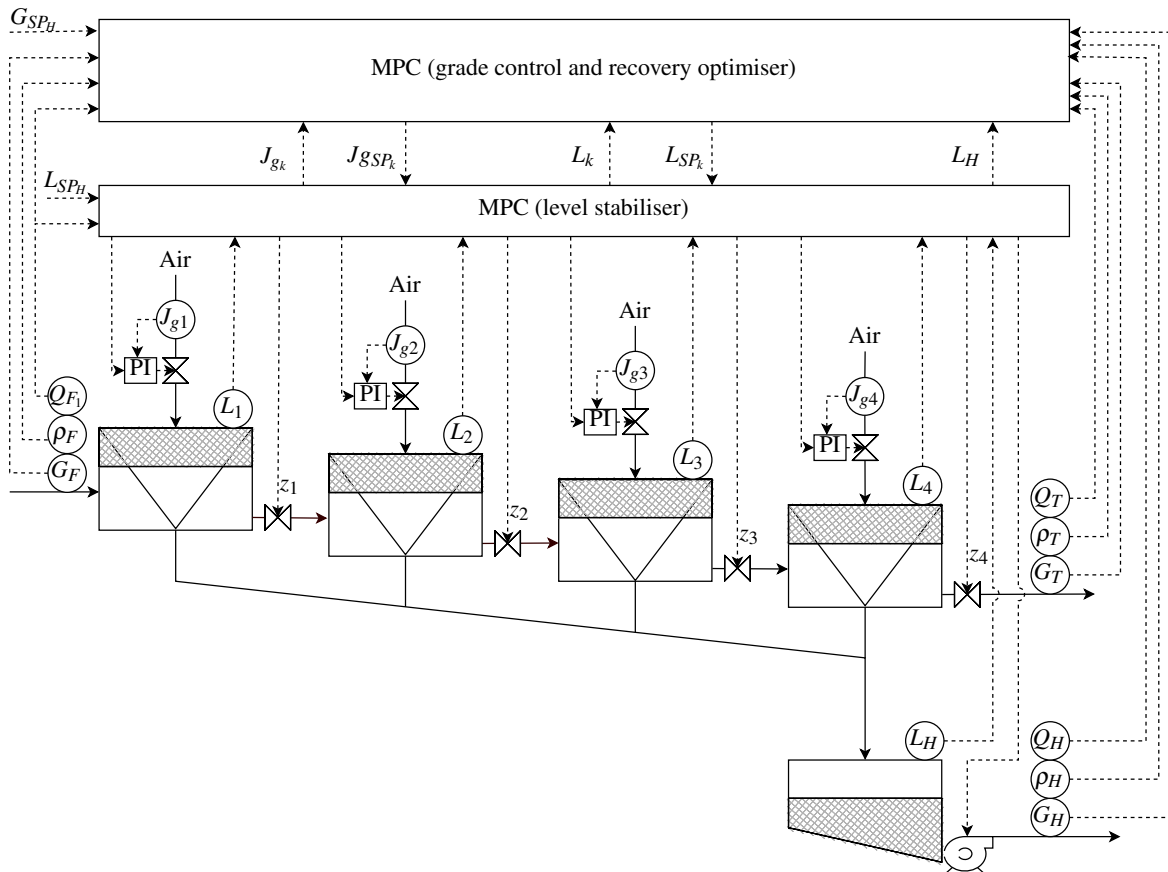 G_{SP_H}
MPC (grade control and recovery optimiser)
J_{g_k}
Jg_{SP_k}
L_k
L_{SP_k}
L_H
L_{SP_H}
MPC (level stabiliser)
Air
Air
Air
Air
J_{g1}
J_{g2}
J_{g3}
J_{g4}
PI
PI
PI
PI
Q_{F_1}
ρ_F
G_F
L_1
L_2
L_3
L_4
z_1
z_2
z_3
z_4
Q_T
ρ_T
G_T
L_H
Q_H
ρ_H
G_H